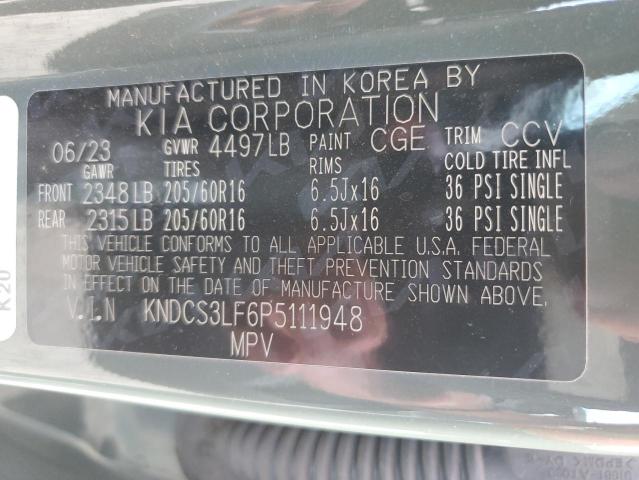 MANUFACTURED IN KOREA BY
KIA CORPORATION
06/23 GVWR 4497LB PAINT CGE TRIM CCV
GAWR TIRES RIMS COLD TIRE INFL
FRONT 2348LB 205/60R16 6.5Jx16 36 PSI SINGLE
REAR 2315LB 205/60R16 6.5Jx16 36 PSI SINGLE
THIS VEHICLE CONFORMS TO ALL APPLICABLE U.S.A. FEDERAL
MOTOR VEHICLE SAFETY AND THEFT PREVENTION STANDARDS
IN EFFECT ON THE DATE OF MANUFACTURE SHOWN ABOVE,
V.I.N KNDCS3LF6P5111948
MPV
K20